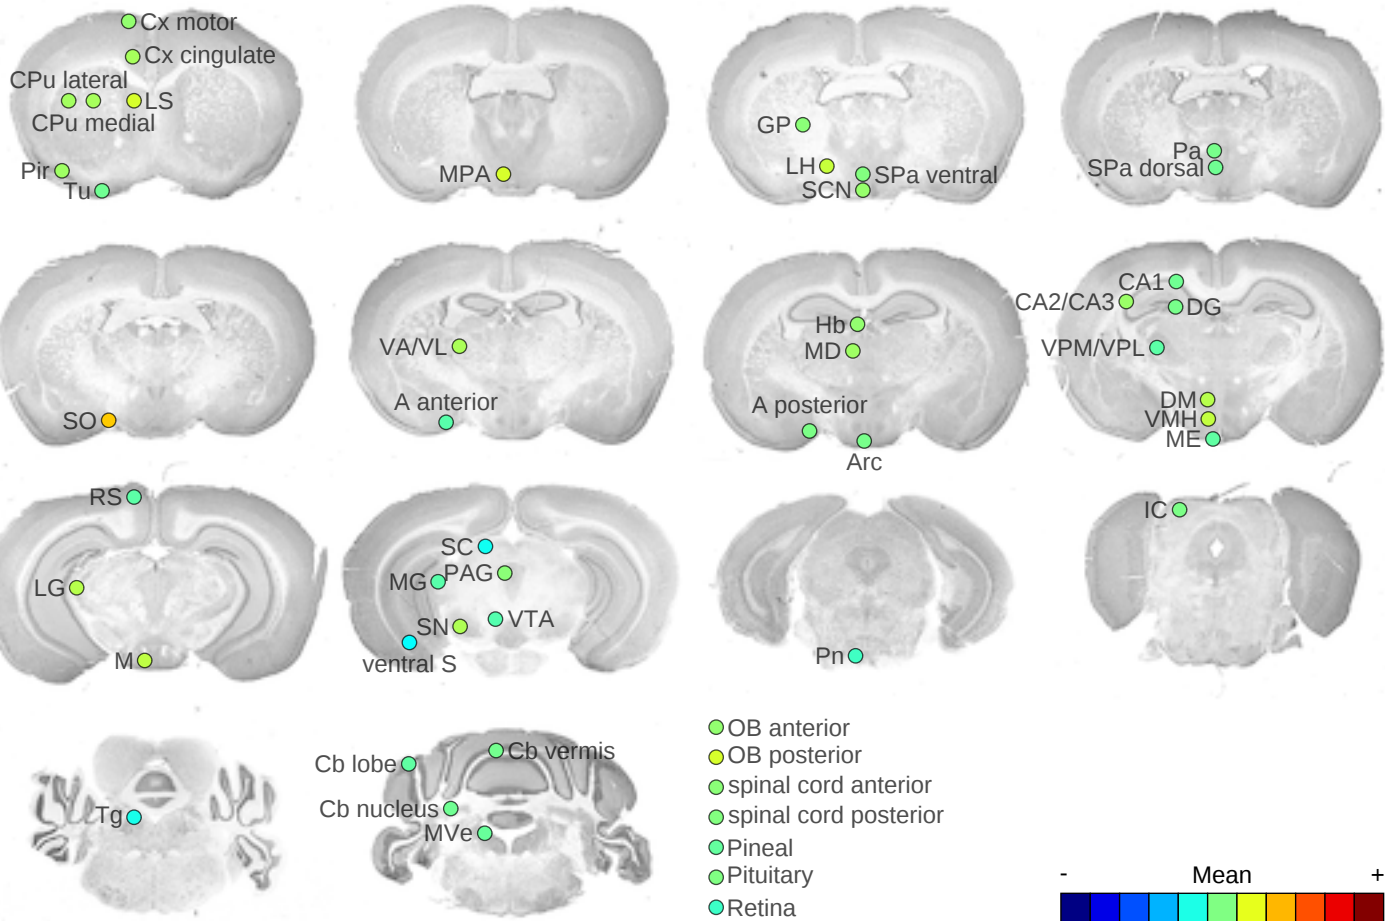 Cx motor
Cx cingulate
CPu lateral
LS
CPu medial
Pir
Tu
MPA
GP
LH
SPa ventral
SCN
Pa
SPa dorsal
SO
VA/VL
A anterior
Hb
MD
A posterior
Arc
CA1
CA2/CA3
DG
VPM/VPL
DM
VMH
ME
RS
LG
M
SC
MG
PAG
SN
VTA
ventral S
Pn
IC
Tg
Cb lobe
Cb vermis
Cb nucleus
MVe
OB anterior
OB posterior
spinal cord anterior
spinal cord posterior
Pineal
Pituitary
Retina
- Mean +